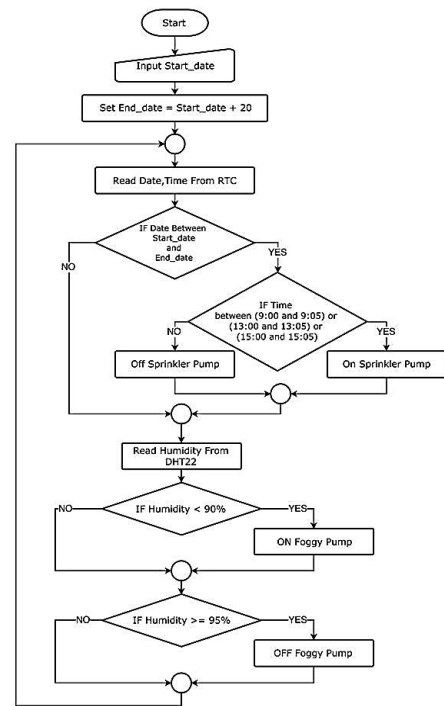 Start
Input Start_date
Set End_date = Start_date + 20
Read Date,Time From RTC
IF Date Between
Start_date
and
End_date
NO
YES
IF Time
between (9:00 and 9:05) or
(13:00 and 13:05) or
(15:00 and 15:05)
NO
YES
Off Sprinkler Pump
On Sprinkler Pump
Read Humidity From
DHT22
NO
IF Humidity < 90%
YES
ON Foggy Pump
NO
IF Humidity >= 95%
YES
OFF Foggy Pump